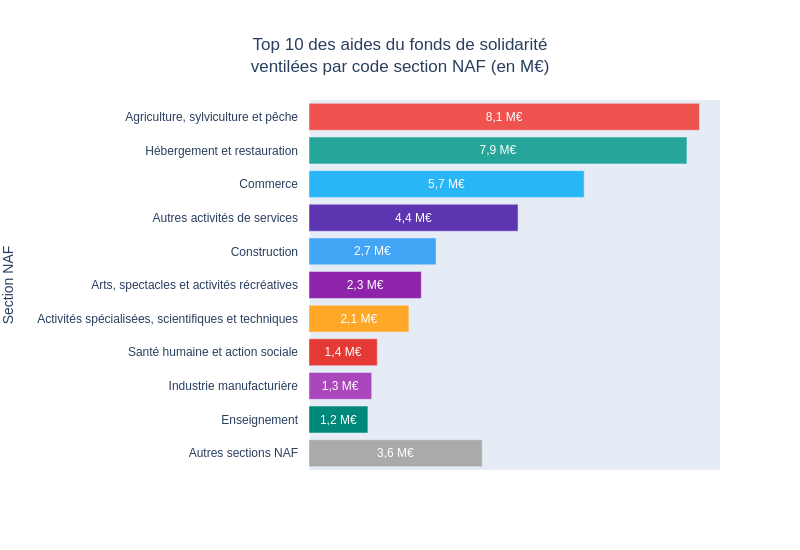 Top 10 des aides du fonds de solidarité
ventilées par code section NAF (en M€)
Section NAF
Agriculture, sylviculture et pêche 8,1 M€
Hébergement et restauration 7,9 M€
Commerce 5,7 M€
Autres activités de services 4,4 M€
Construction 2,7 M€
Arts, spectacles et activités récréatives 2,3 M€
Activités spécialisées, scientifiques et techniques 2,1 M€
Santé humaine et action sociale 1,4 M€
Industrie manufacturière 1,3 M€
Enseignement 1,2 M€
Autres sections NAF 3,6 M€